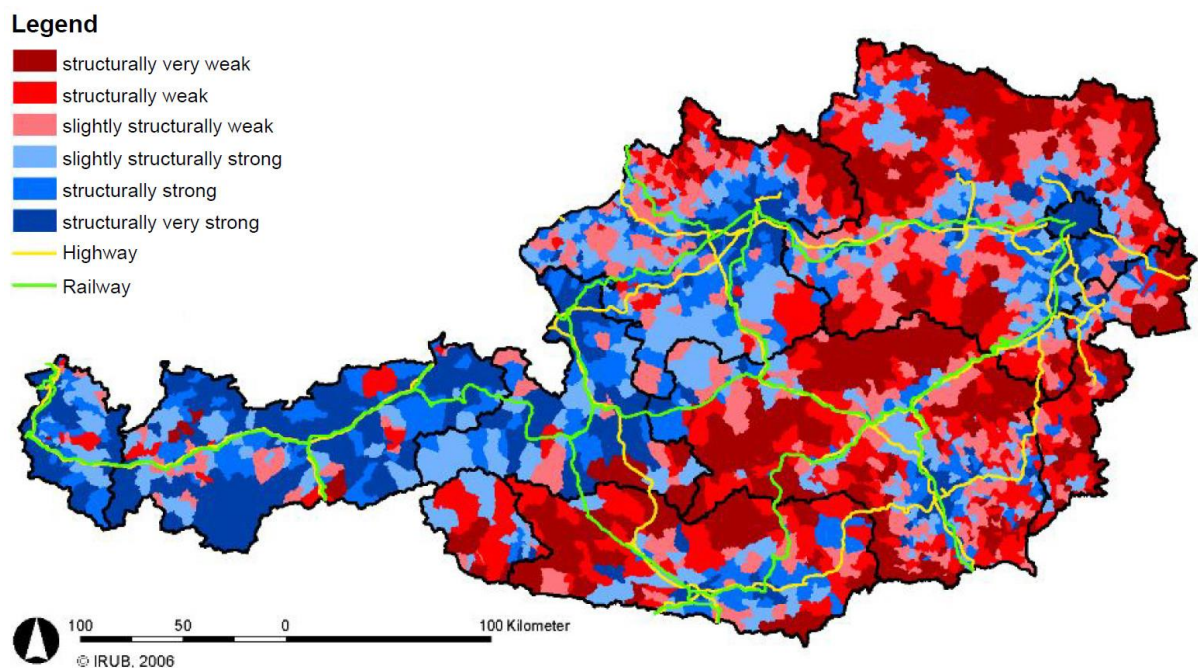 Legend
structurally very weak
structurally weak
slightly structurally weak
slightly structurally strong
structurally strong
structurally very strong
Highway
Railway
100 50 0 100 Kilometer
© IRUB, 2006